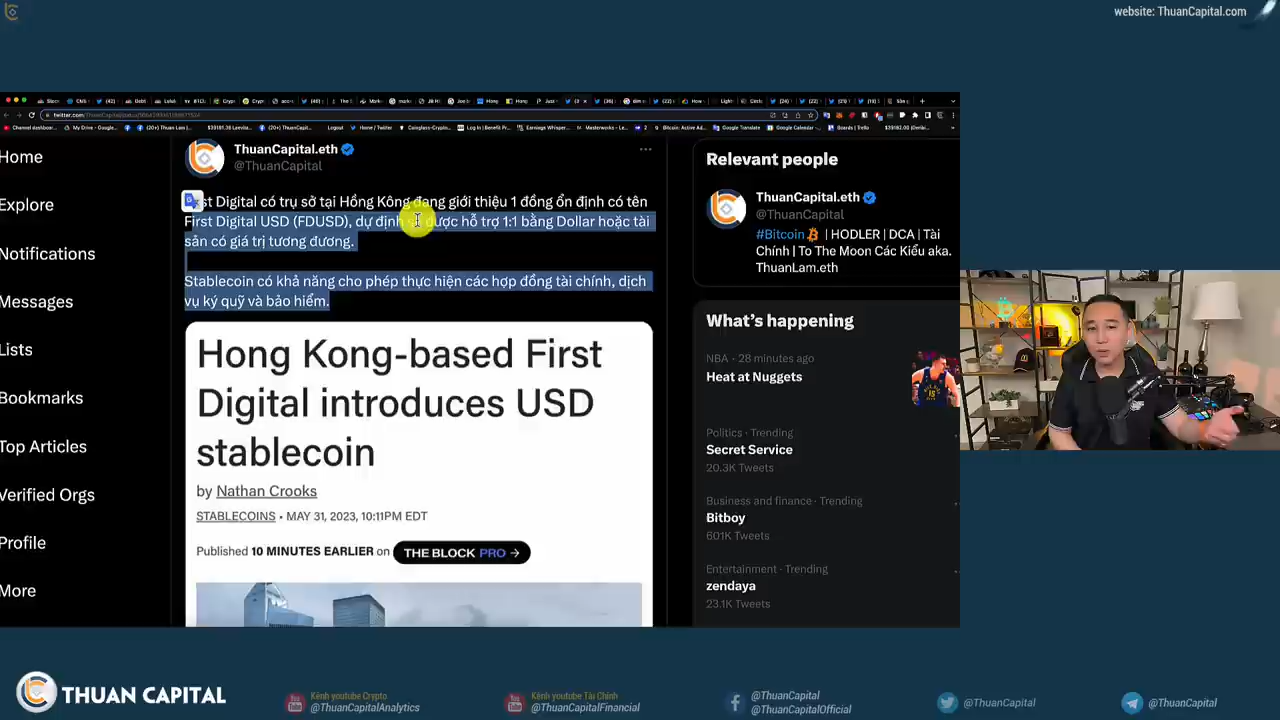 website: ThuanCapital.com
Home
Explore
Notifications
Messages
Lists
Bookmarks
Top Articles
Verified Orgs
Profile
More
ThuanCapital.eth
@ThuanCapital
Digital có trụ sở tại Hồng Kông đang giới thiệu 1 đồng ổn định có tên
First Digital USD (FDUSD), dự định được hỗ trợ 1:1 bằng Dollar hoặc tài
sản có giá trị tương đương.
Stablecoin có khả năng cho phép thực hiện các hợp đồng tài chính, dịch
vụ ký quỹ và bảo hiểm.
Hong Kong-based First
Digital introduces USD
stablecoin
by Nathan Crooks
STABLECOINS • MAY 31, 2023, 10:11PM EDT
Published 10 MINUTES EARLIER on THE BLOCK PRO →
Relevant people
ThuanCapital.eth
@ThuanCapital
#Bitcoin | HODLER | DCA | Tài
Chính | To The Moon Các Kiểu aka.
ThuanLam.eth
What's happening
NBA · 28 minutes ago
Heat at Nuggets
Politics · Trending
Secret Service
20.3K Tweets
Business and finance · Trending
Bitboy
601K Tweets
Entertainment · Trending
zendaya
23.1K Tweets
THUAN CAPITAL
Kênh youtube Crypto
@ThuanCapitalAnalytics
Kênh youtube Tài Chính
@ThuanCapitalFinancial
@ThuanCapital
@ThuanCapitalOfficial
@ThuanCapital
@ThuanCapital